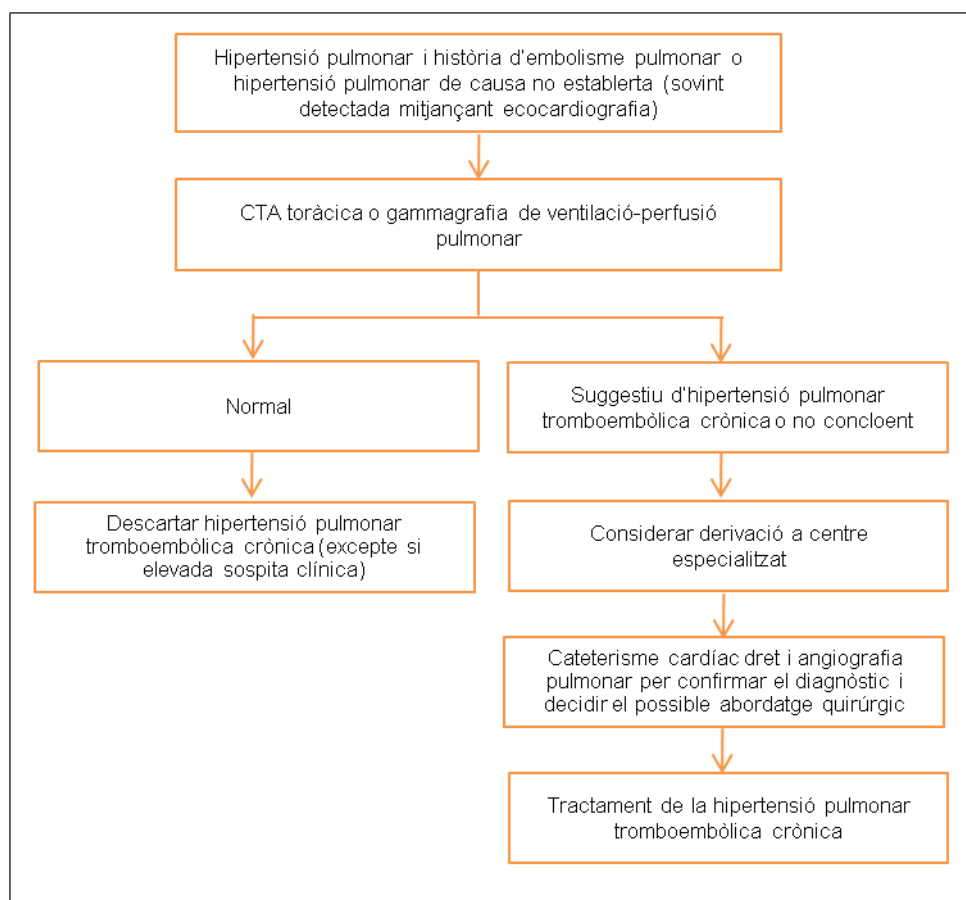 Hipertensió pulmonar i història d'embolisme pulmonar o
hipertensió pulmonar de causa no establerta (sovint
detectada mitjançant ecocardiografia)
CTA toràcica o gammagrafia de ventilació-perfusió
pulmonar
Normal
Suggestiu d'hipertensió pulmonar
tromboembòlica crònica o no concloent
Descartar hipertensió pulmonar
tromboembòlica crònica (excepte si
elevada sospita clínica)
Considerar derivació a centre
especialitzat
Cateterisme cardíac dret i angiografia
pulmonar per confirmar el diagnòstic i
decidir el possible abordatge quirúrgic
Tractament de la hipertensió pulmonar
tromboembòlica crònica